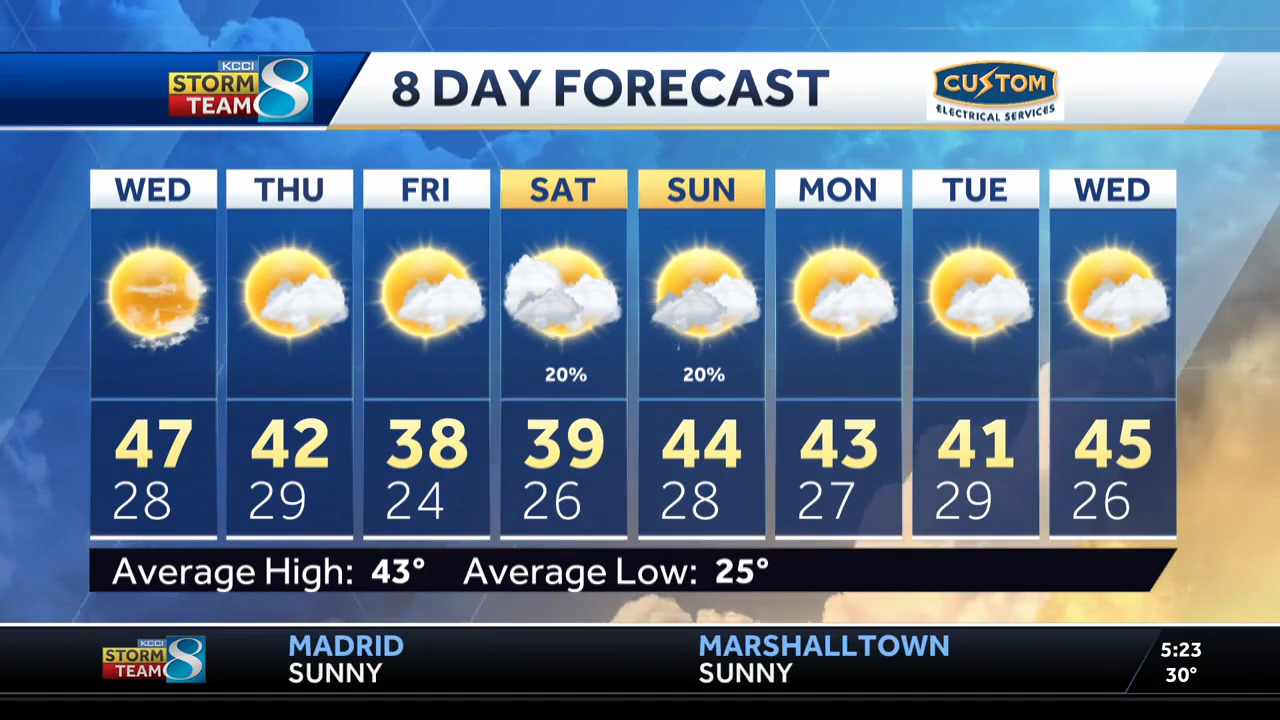 KCCI
STORM
TEAM 8
8 DAY FORECAST
CUSTOM
ELECTRICAL SERVICES
WED THU FRI SAT SUN MON TUE WED
20% 20%
47 42 38 39 44 43 41 45
28 29 24 26 28 27 29 26
Average High: 43° Average Low: 25°
KCCI
STORM
TEAM 8
MADRID MARSHALLTOWN 5:23
SUNNY SUNNY 30°